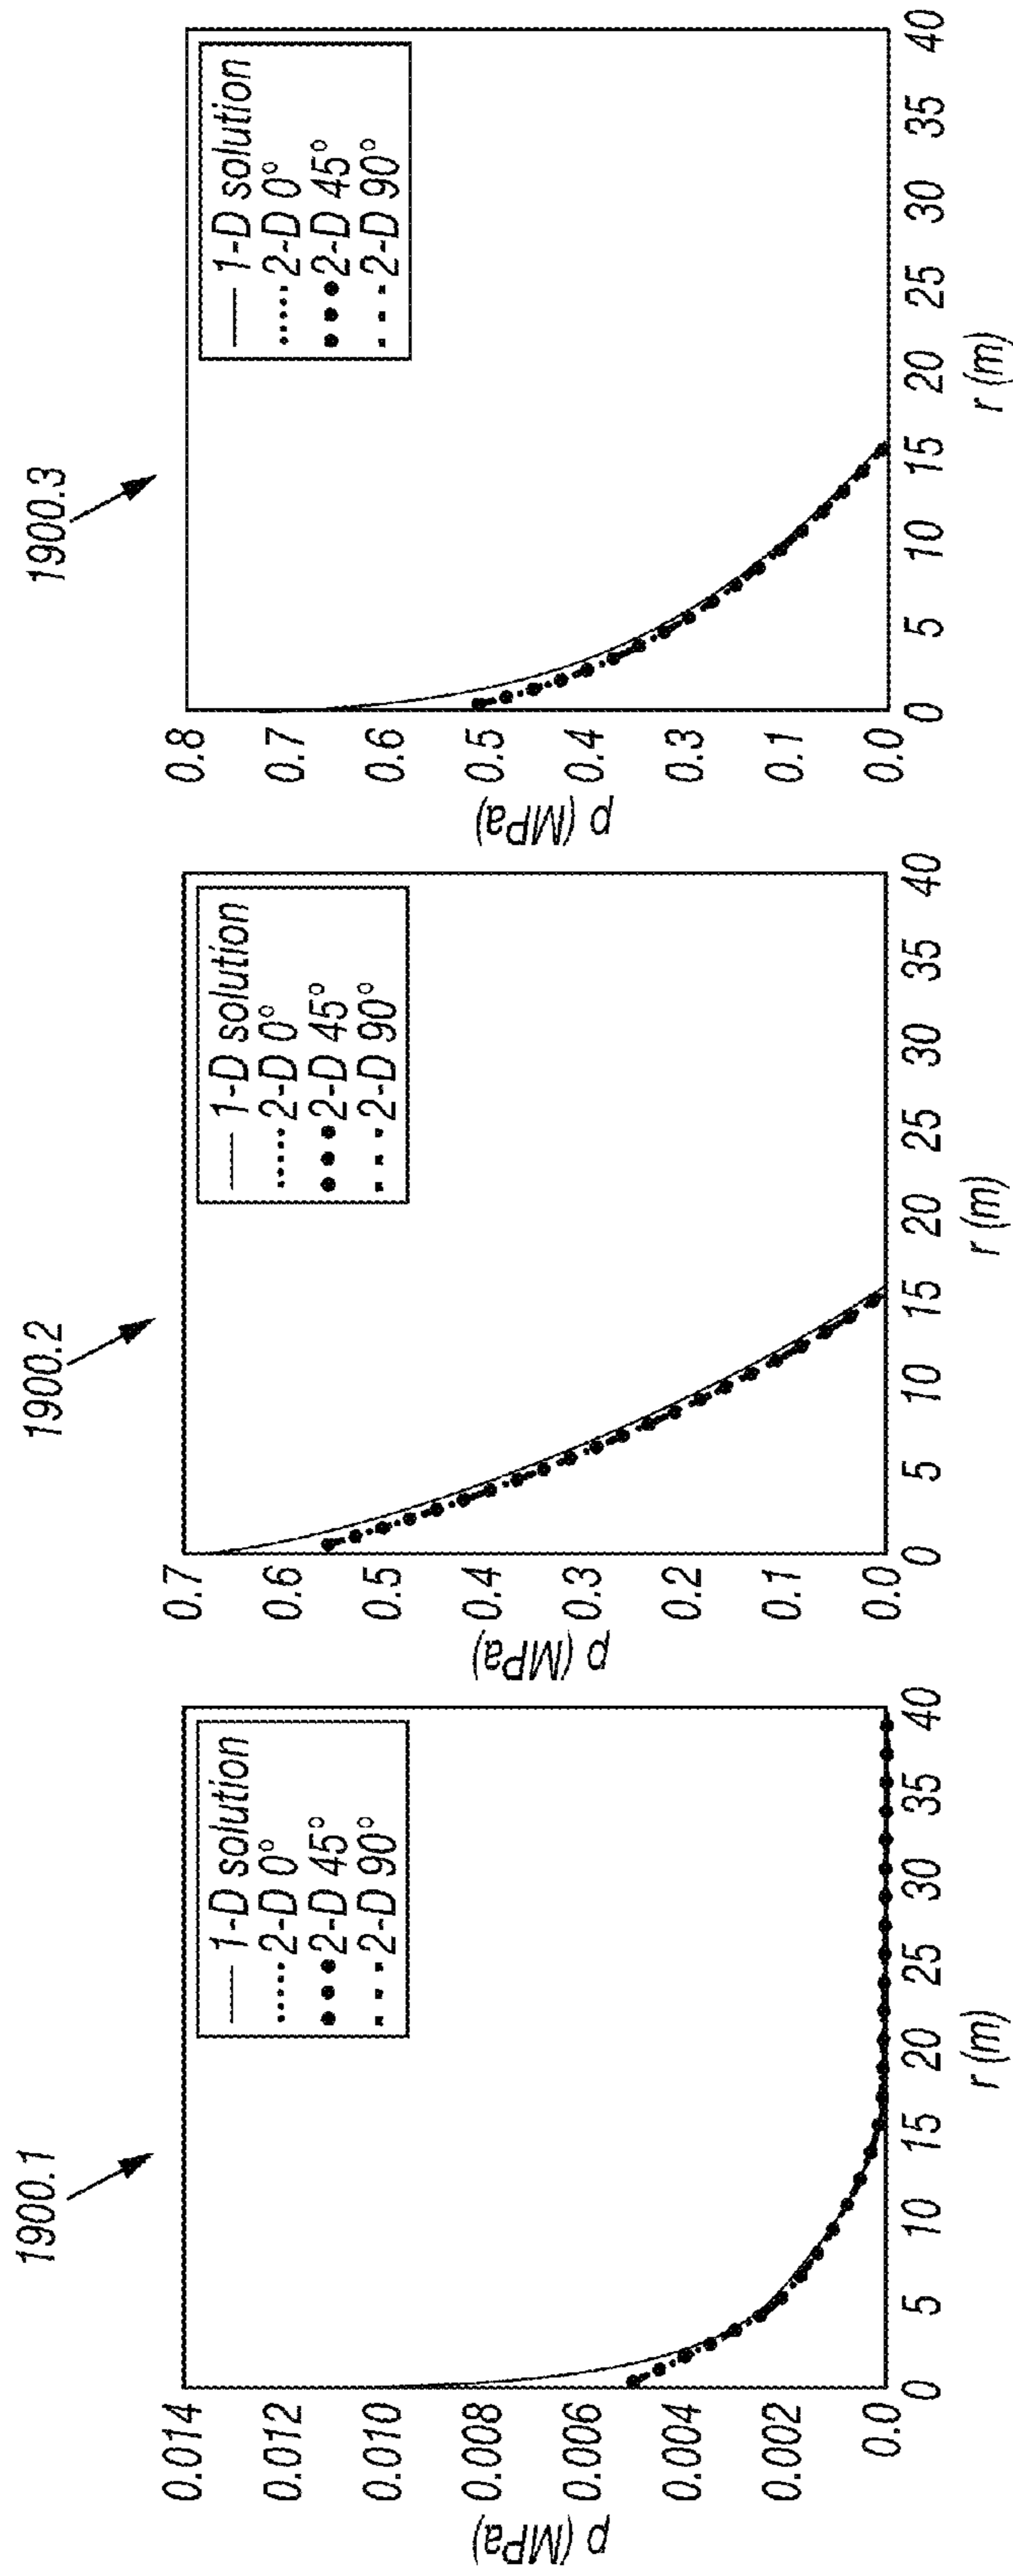 1900.1
p (MPa)
0.014
0.012
0.010
0.008
0.006
0.004
0.002
0.0
1-D solution
2-D 0°
2-D 45°
2-D 90°
0 5 10 15 20 25 30 35 40
r (m)
1900.2
p (MPa)
0.7
0.6
0.5
0.4
0.3
0.2
0.1
0.0
1-D solution
2-D 0°
2-D 45°
2-D 90°
0 5 10 15 20 25 30 35 40
r (m)
1900.3
p (MPa)
0.8
0.7
0.6
0.5
0.4
0.3
0.1
0.0
1-D solution
2-D 0°
2-D 45°
2-D 90°
0 5 10 15 20 25 30 35 40
r (m)